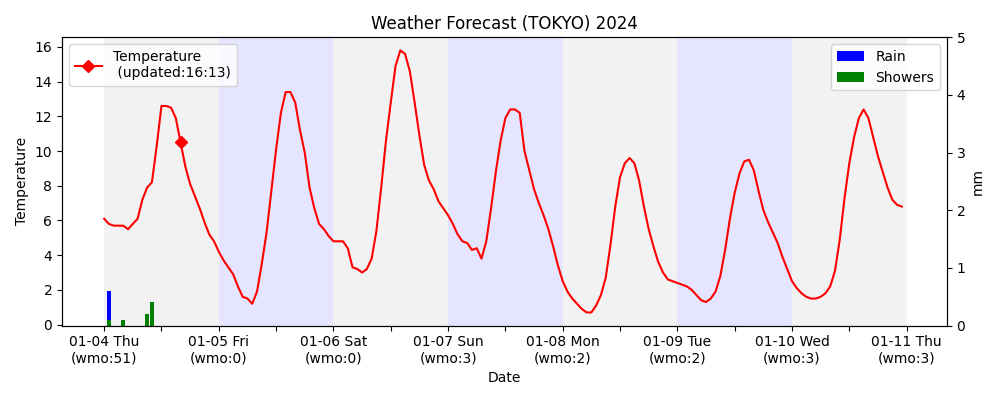 Weather Forecast (TOKYO) 2024
Temperature
(updated:16:13)
Rain
Showers
Temperature
16
14
12
10
8
6
4
2
0
5
4
3
2
1
0
mm
01-04 Thu
(wmo:51)
01-05 Fri
(wmo:0)
01-06 Sat
(wmo:0)
01-07 Sun
(wmo:3)
01-08 Mon
(wmo:2)
01-09 Tue
(wmo:2)
01-10 Wed
(wmo:3)
01-11 Thu
(wmo:3)
Date